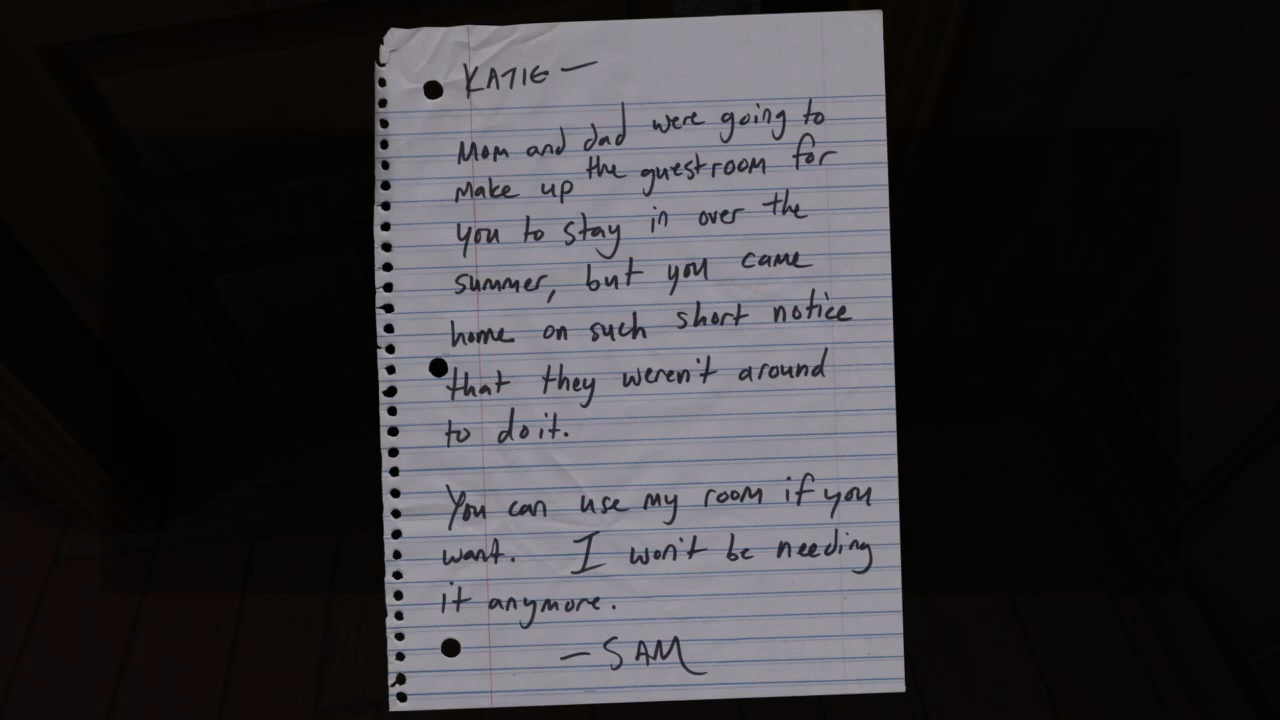 KATIE —
Mom and dad were going to
make up the guestroom for
you to stay in over the
summer, but you came
home on such short notice
that they weren't around
to do it.
You can use my room if you
want. I won't be needing
it anymore.
— SAM